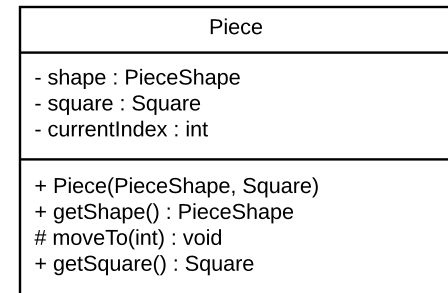 Piece
- shape : PieceShape
- square : Square
- currentIndex : int
+ Piece(PieceShape, Square)
+ getShape() : PieceShape
# moveTo(int) : void
+ getSquare() : Square